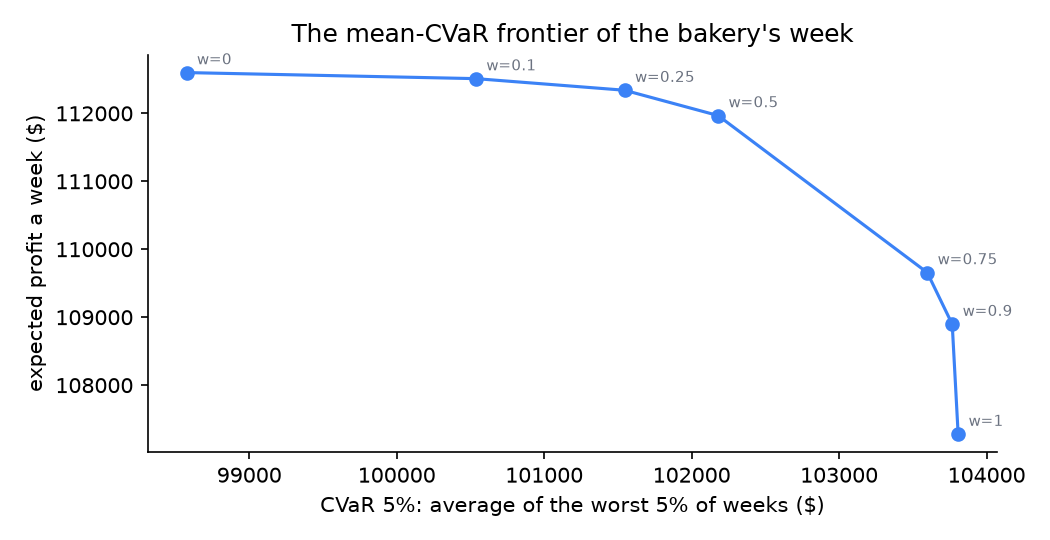 The mean-CVaR frontier of the bakery's week
expected profit a week ($)
112000
111000
110000
109000
108000
w=0
w=0.1
w=0.25
w=0.5
w=0.75
w=0.9
w=1
99000
100000
101000
102000
103000
104000
CVaR 5%: average of the worst 5% of weeks ($)